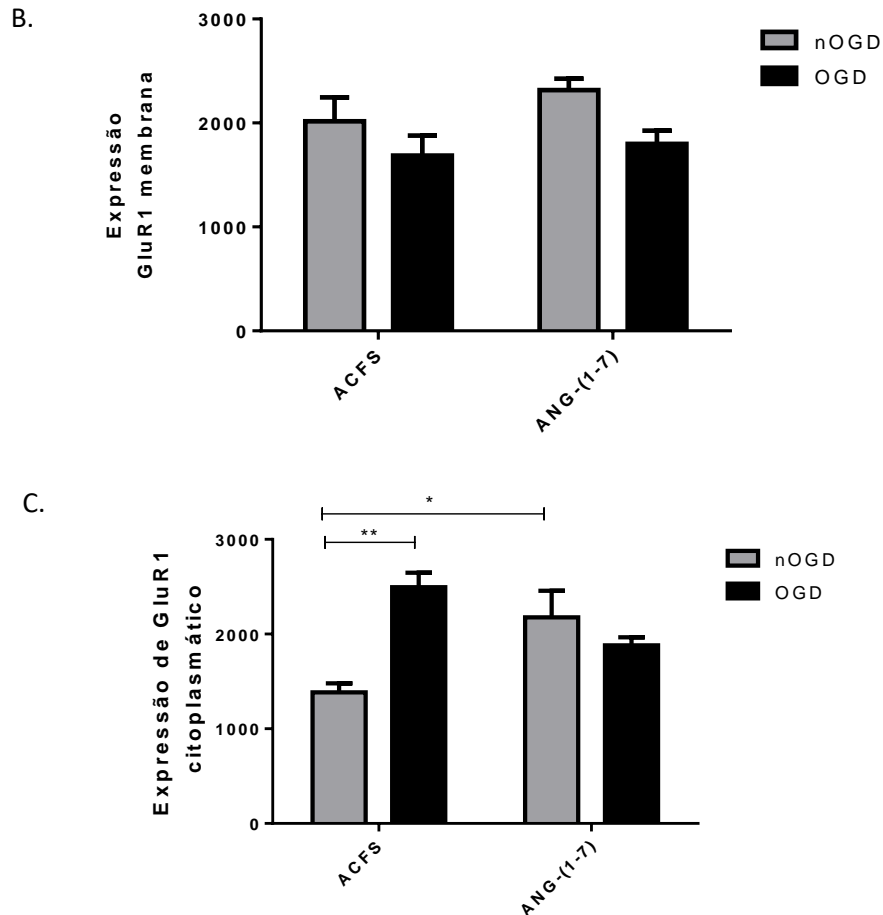 B.
Expressão
GluR1 membrana
3000
2000
1000
0
ACFS
ANG-(1-7)
nOGD
OGD
C.
*
**
Expressão de GluR1
citoplasmático
3000
2000
1000
0
ACFS
ANG-(1-7)
nOGD
OGD